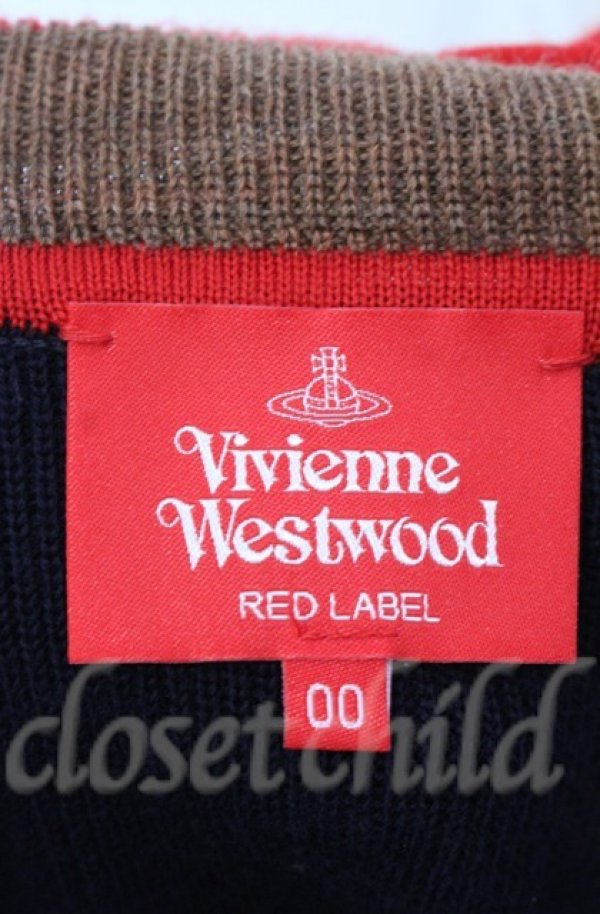 Vivienne
Westwood
RED LABEL
00
closet child